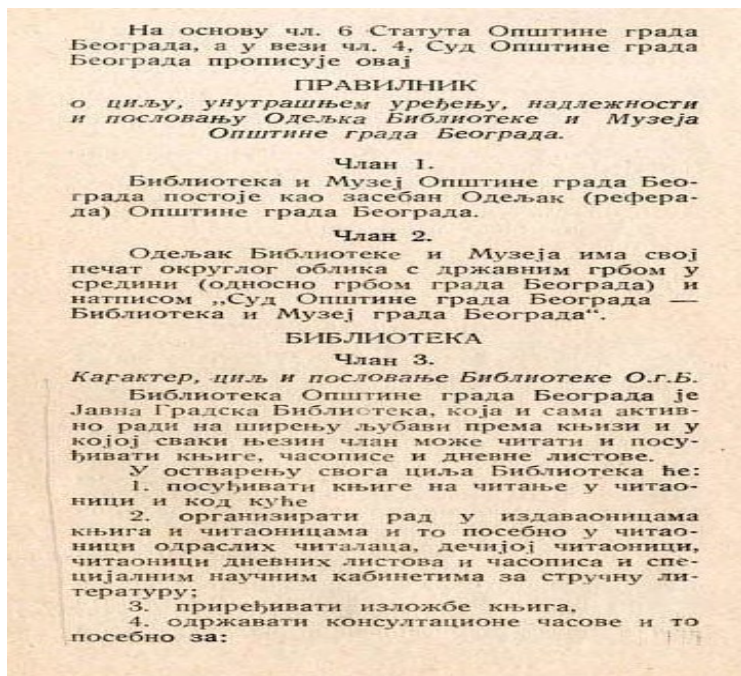 На основу чл. 6 Статута Општине града
Београда, а у вези чл. 4, Суд Општине града
Београда прописује овај
ПРАВИЛНИК
о циљу, унутрашњем уређењу, надлежности
и пословању Одељка Библиотеке и Музеја
Општине града Београда.
Члан 1.
Библиотека и Музеј Општине града Бео-
града постоје као засебан Одељак (рефера-
да) Општине града Београда.
Члан 2.
Одељак Библиотеке и Музеја има свој
печат округлог облика с државним грбом у
средини (односно грбом града Београда) и
натписом „Суд Општине града Београда —
Библиотека и Музеј града Београда“.
БИБЛИОТЕКА
Члан 3.
Карактер, циљ и пословање Библиотеке О.г.Б.
Библиотека Општине града Београда је
Јавна Градска Библиотека, која и сама актив-
но ради на ширењу љубави према књизи и у
којој сваки њезин члан може читати и посу-
ђивати књиге, часописе и дневне листове.
У остварењу свога циља Библиотека ће:
1. посуђивати књиге на читање у читао-
ници и код куће
2. организирати рад у издаваоницама
књига и читаоницама и то посебно у читао-
ници одраслих читалаца, дечијој читаоници,
читаоници дневних листова и часописа и спе-
цијалним научним кабинетима за стручну ли-
тературу;
3. приређивати изложбе књига,
4. одржавати консултационе часове и то
посебно за: